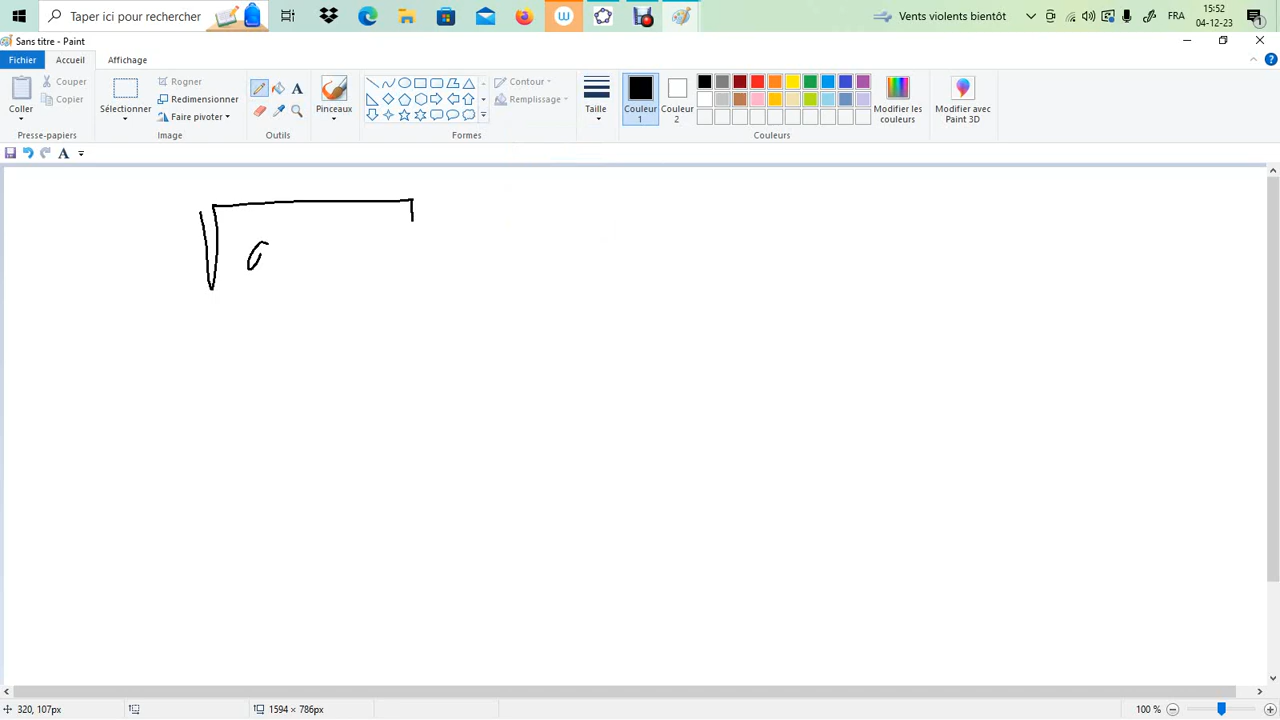 Taper ici pour rechercher
Vents violents bientôt
FRA
15:52
04-12-23
1
Sans titre - Paint
Fichier Accueil Affichage
Coller
Couper
Copier
Presse-papiers
Sélectionner
Rogner
Redimensionner
Faire pivoter
Image
A
Outils
Pinceaux
Contour
Remplissage
Formes
Taille
Couleur
1
Couleur
2
Modifier les
couleurs
Couleurs
Modifier avec
Paint 3D
A
320, 107px
1594 × 786px
100 %